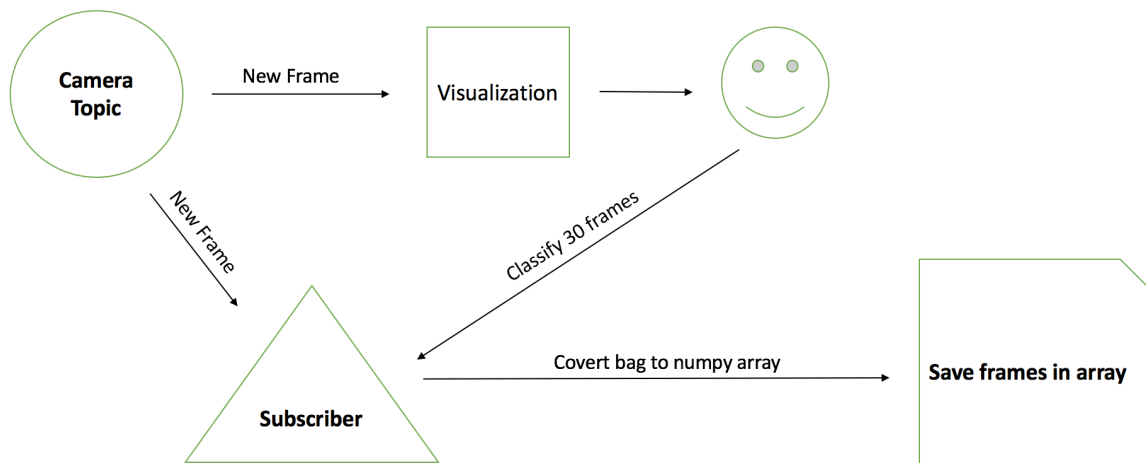 Camera
Topic
New Frame
Visualization
New Frame
Classify 30 frames
Subscriber
Covert bag to numpy array
Save frames in array